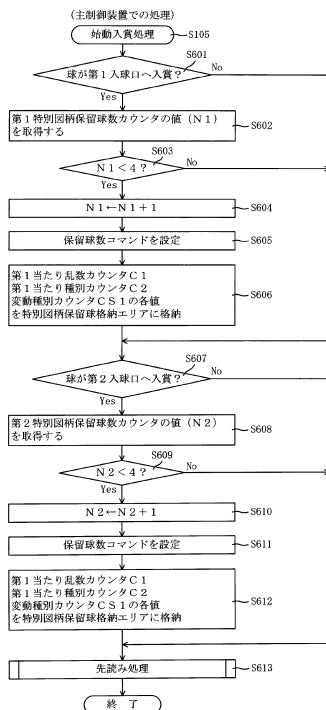 (主制御装置での処理)
始動入賞処理
S105
S601
球が第1入球口へ入賞?
No
Yes
第1特別図柄保留球数カウンタの値(N1)
を取得する
S602
S603
N1<4?
No
Yes
N1←N1+1
S604
保留球数コマンドを設定
S605
第1当たり乱数カウンタC1
第1当たり種別カウンタC2
変動種別カウンタCS1の各値
を特別図柄保留球格納エリアに格納
S606
S607
球が第2入球口へ入賞?
No
Yes
第2特別図柄保留球数カウンタの値(N2)
を取得する
S608
S609
N2<4?
No
Yes
N2←N2+1
S610
保留球数コマンドを設定
S611
第1当たり乱数カウンタC1
第1当たり種別カウンタC2
変動種別カウンタCS1の各値
を特別図柄保留球格納エリアに格納
S612
先読み処理
S613
終 了